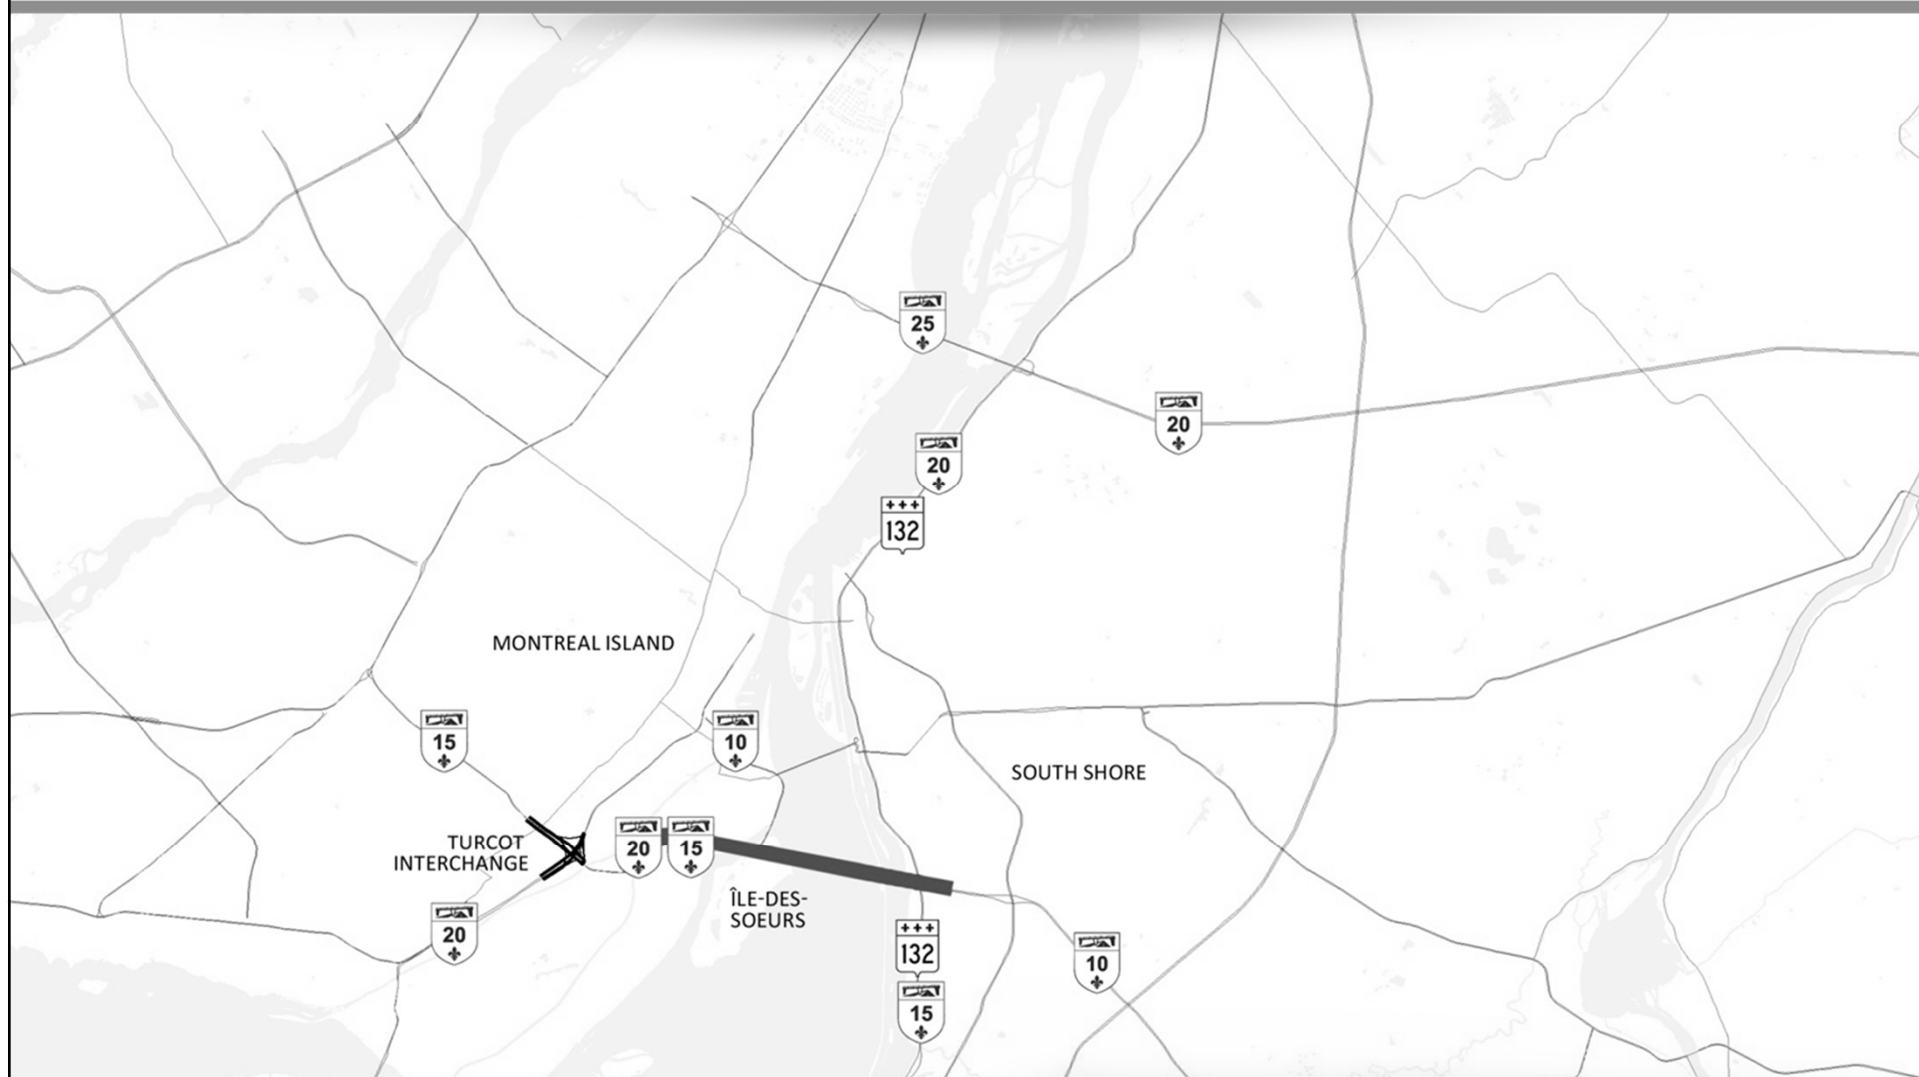 25
20
20
132
MONTREAL ISLAND
15
10
SOUTH SHORE
TURCOT
INTERCHANGE
20
15
ÎLE-DES-
SOEURS
20
132
10
15